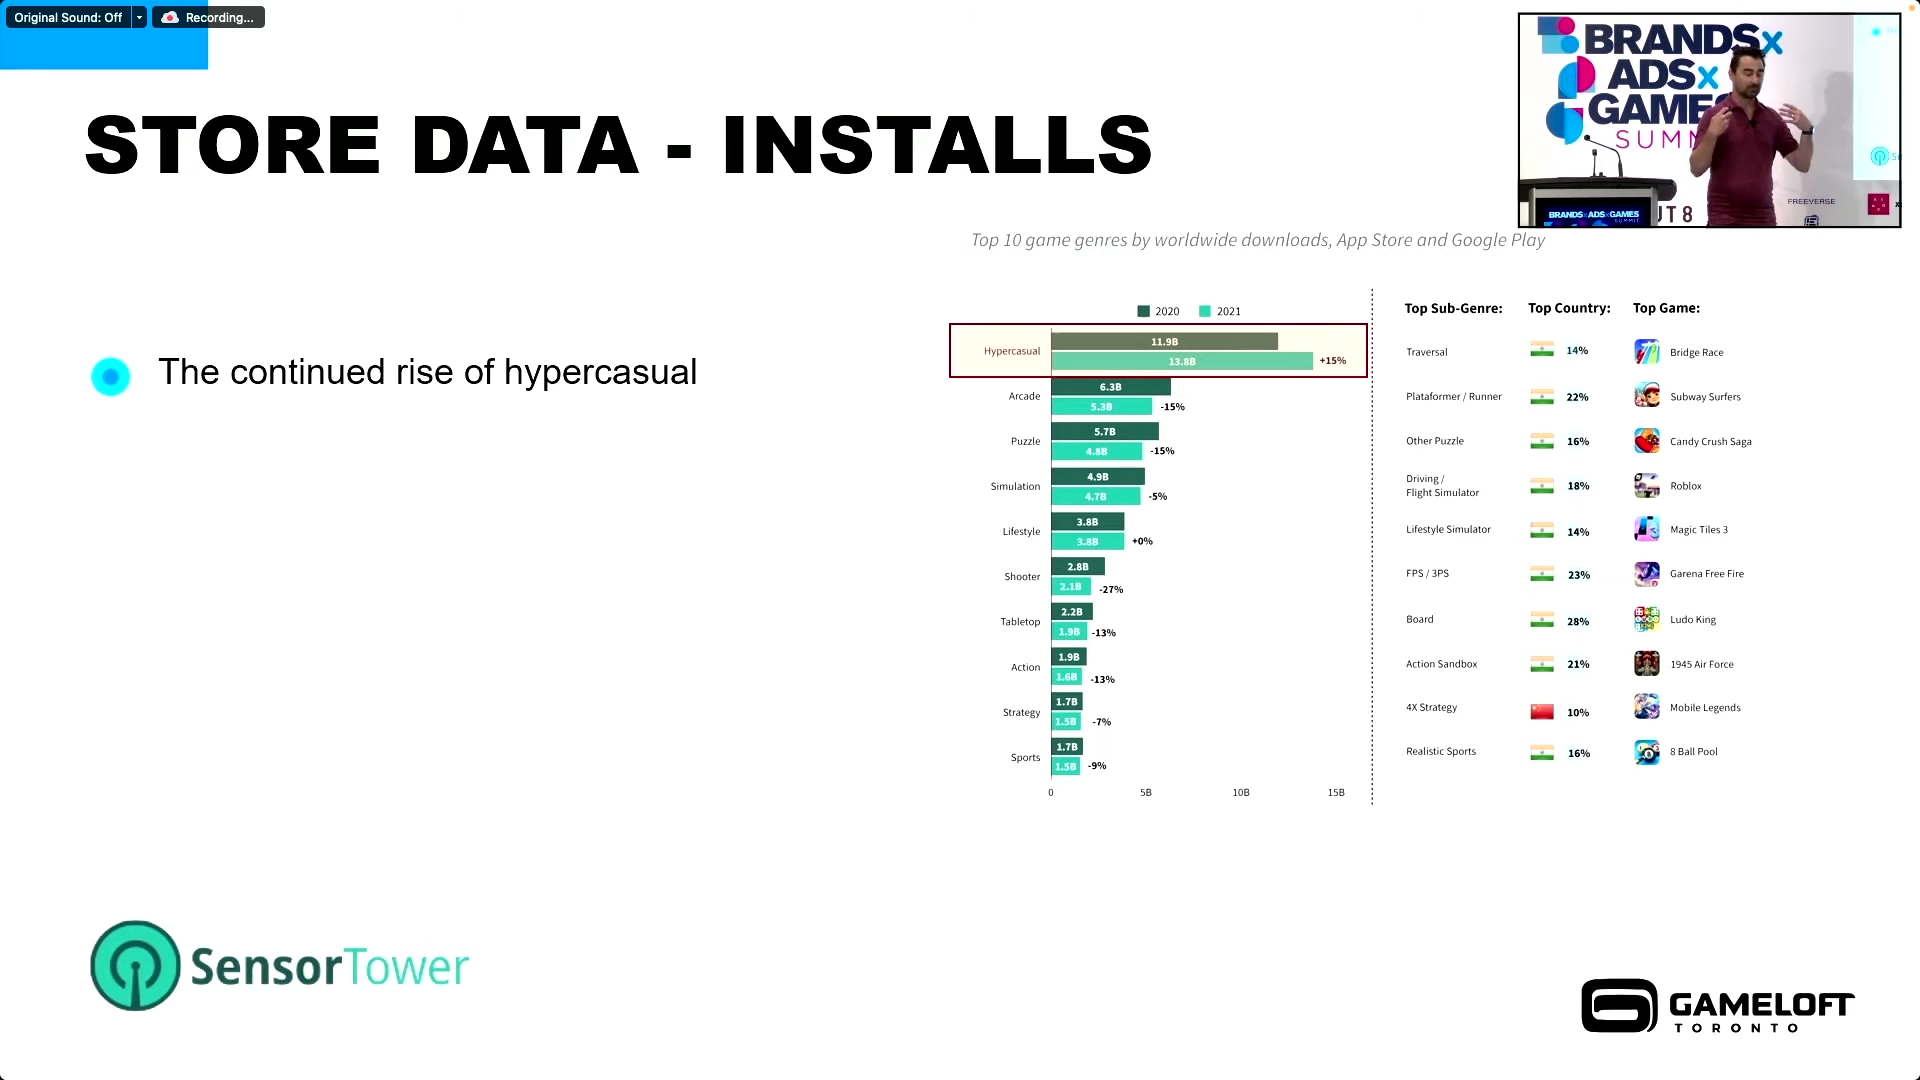 Original Sound: Off
Recording...
STORE DATA - INSTALLS
BRANDSx
ADSx
GAMES
BRANDSxADSxGAMES
SUMMIT
FREEVERSE
Top 10 game genres by worldwide downloads, App Store and Google Play
The continued rise of hypercasual
2020 2021
Top Sub-Genre: Top Country: Top Game:
Hypercasual 11.9B 13.8B +15%
Traversal 14% Bridge Race
Arcade 6.3B 5.3B -15%
Plataformer / Runner 22% Subway Surfers
Puzzle 5.7B 4.8B -15%
Other Puzzle 16% Candy Crush Saga
Simulation 4.9B 4.7B -5%
Driving /
Flight Simulator 18% Roblox
Lifestyle 3.8B 3.8B +0%
Lifestyle Simulator 14% Magic Tiles 3
Shooter 2.8B 2.1B -27%
FPS / 3PS 23% Garena Free Fire
Tabletop 2.2B 1.9B -13%
Board 28% Ludo King
Action 1.9B 1.6B -13%
Action Sandbox 21% 1945 Air Force
Strategy 1.7B 1.5B -7%
4X Strategy 10% Mobile Legends
Sports 1.7B 1.5B -9%
Realistic Sports 16% 8 Ball Pool
0 5B 10B 15B
SensorTower
GAMELOFT
TORONTO